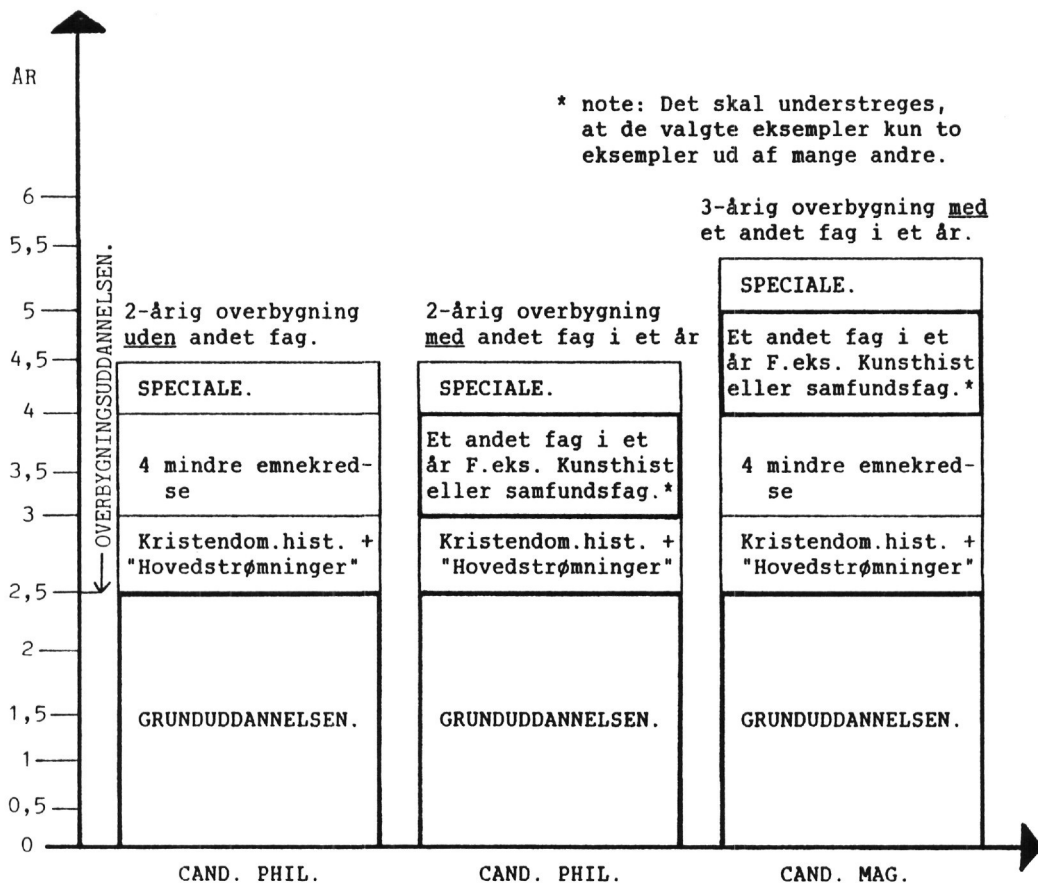 ÅR
* note: Det skal understreges,
at de valgte eksempler kun to
eksempler ud af mange andre.
6
5,5
5
4,5
4
3,5
3
2,5
2
1,5
1
0,5
0
OVERBYGNINGSUDDANNELSEN.
2-årig overbygning
uden andet fag.
SPECIALE.
4 mindre emnekred-
se
Kristendom.hist. +
"Hovedstrømninger"
GRUNDUDDANNELSEN.
CAND. PHIL.
2-årig overbygning
med andet fag i et år
SPECIALE.
Et andet fag i et
år F.eks. Kunsthist
eller samfundsfag.*
Kristendom.hist. +
"Hovedstrømninger"
GRUNDUDDANNELSEN.
CAND. PHIL.
3-årig overbygning med
et andet fag i et år.
SPECIALE.
Et andet fag i et
år F.eks. Kunsthist
eller samfundsfag.*
4 mindre emnekred-
se
Kristendom.hist. +
"Hovedstrømninger"
GRUNDUDDANNELSEN.
CAND. MAG.